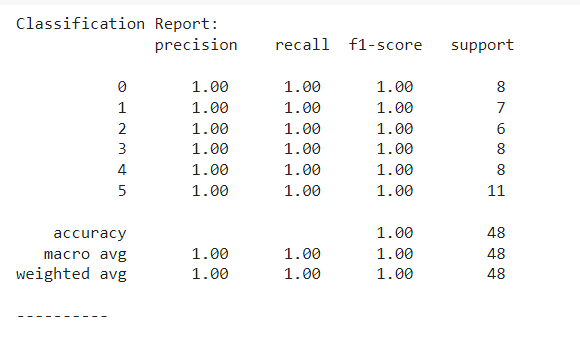 Classification Report:
precision recall f1-score support
0 1.00 1.00 1.00 8
1 1.00 1.00 1.00 7
2 1.00 1.00 1.00 6
3 1.00 1.00 1.00 8
4 1.00 1.00 1.00 8
5 1.00 1.00 1.00 11
accuracy 1.00 48
macro avg 1.00 1.00 1.00 48
weighted avg 1.00 1.00 1.00 48
----------